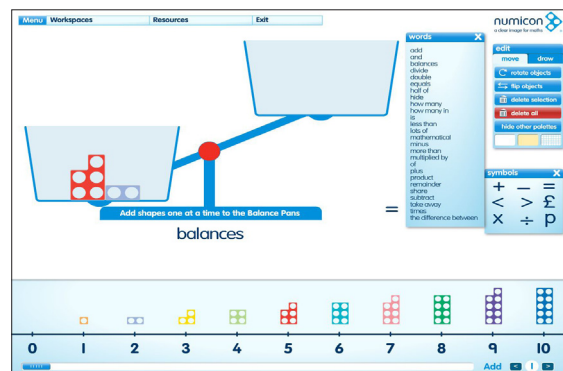 Menu Workspaces Resources Exit
numicon
a clear image for maths
words X
add
and
balances
divide
double
equals
half of
hide
how many
how many in
is
less than
lots of
mathematical
minus
more than
multiplied by
of
plus
product
remainder
share
subtract
take away
times
the difference between
edit
move draw
rotate objects
flip objects
delete selection
delete all
hide other palettes
symbols X
+ − =
< > £
× ÷ p
Add shapes one at a time to the Balance Pans
=
balances
0 1 2 3 4 5 6 7 8 9 10
Add < 1 >